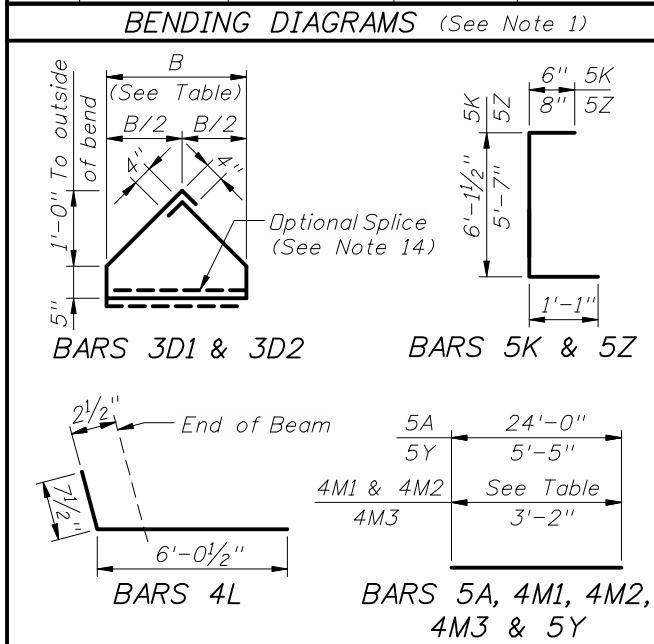 BENDING DIAGRAMS (See Note 1)
B
(See Table)
B/2 B/2
4" 4"
1'-0" To outside
of bend
5"
Optional Splice
(See Note 14)
BARS 3D1 & 3D2
6" 5K
8" 5Z
5K
5Z
6'-1½"
5'-7"
1'-1"
BARS 5K & 5Z
2½"
End of Beam
7½"
6'-0½"
BARS 4L
5A 24'-0"
5Y 5'-5"
4M1 & 4M2 See Table
4M3 3'-2"
BARS 5A, 4M1, 4M2,
4M3 & 5Y